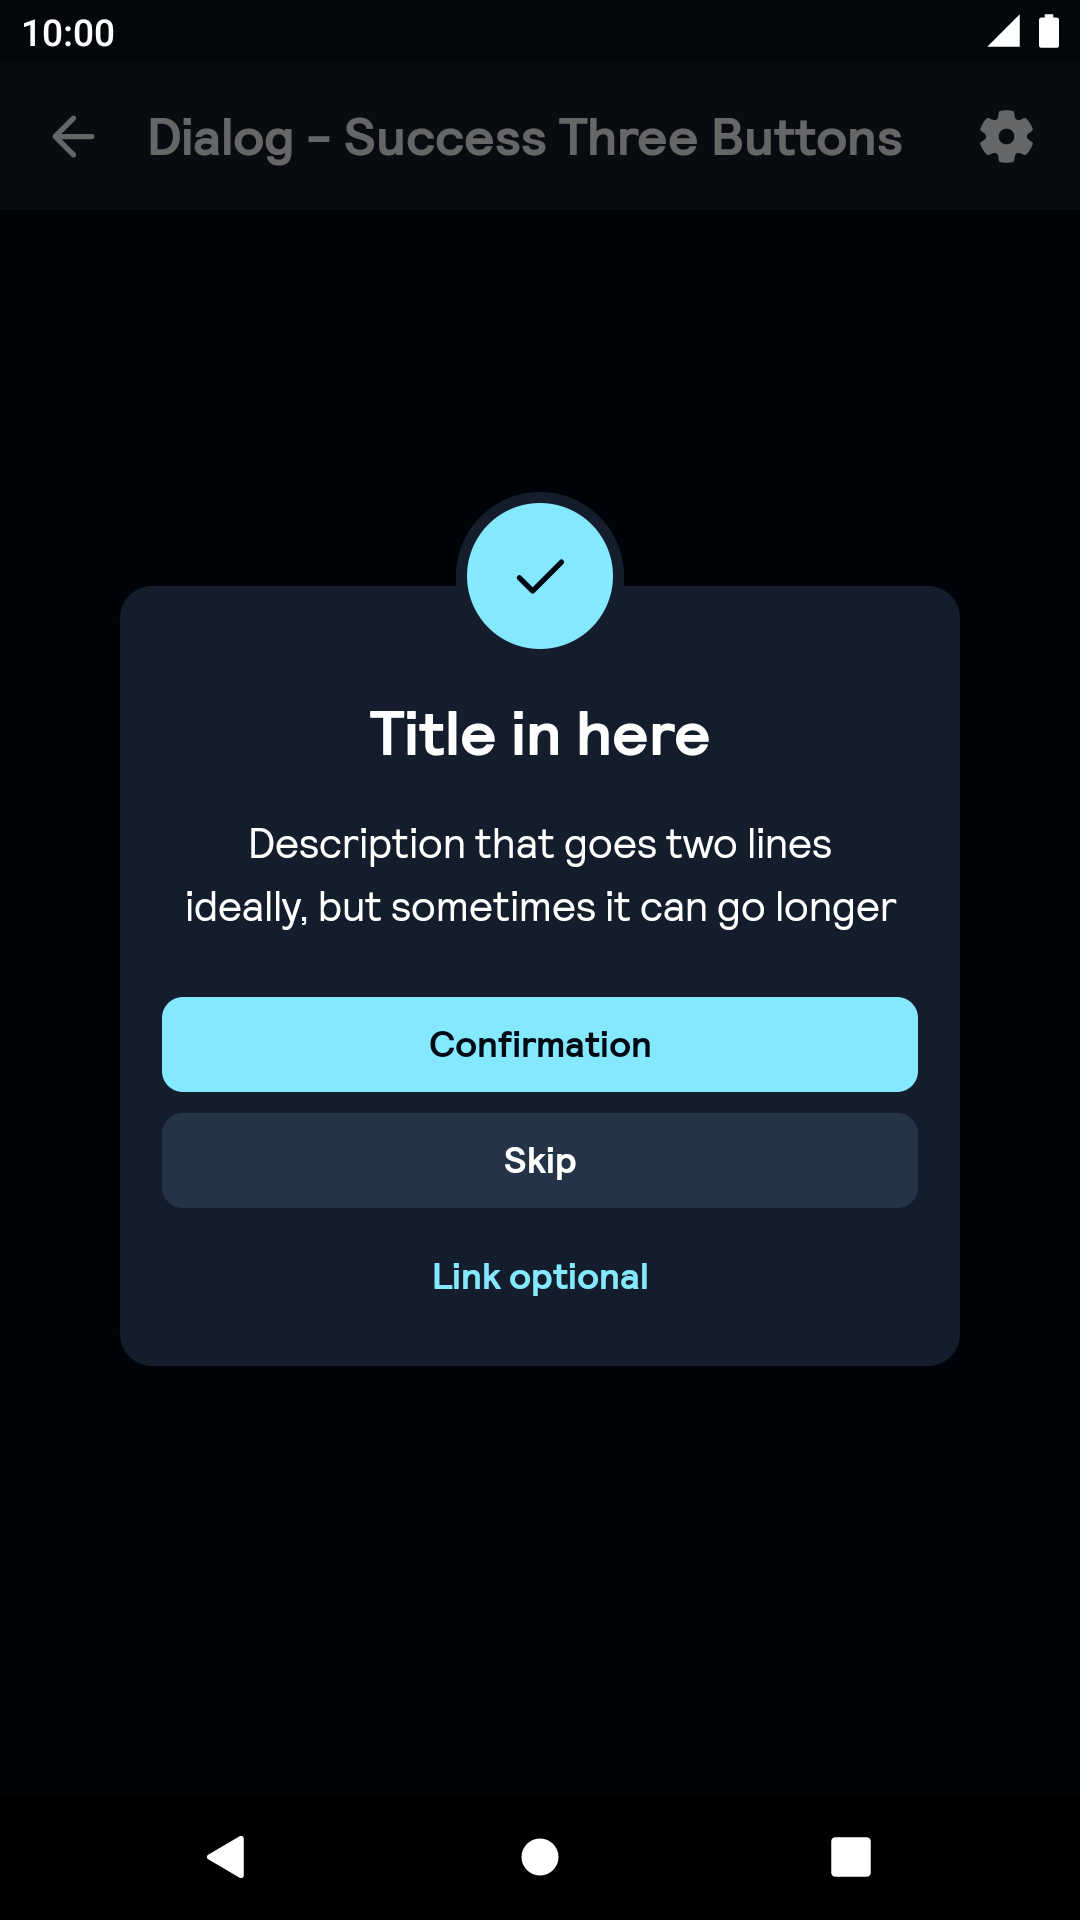 10:00
Dialog - Success Three Buttons
Title in here
Description that goes two lines
ideally, but sometimes it can go longer
Confirmation
Skip
Link optional